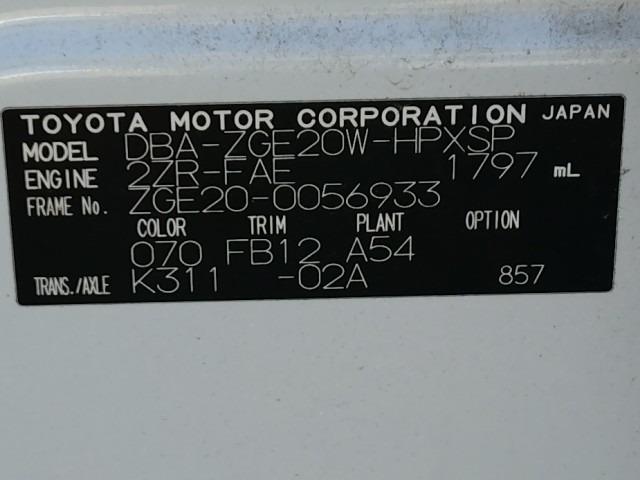 TOYOTA MOTOR CORPORATION JAPAN
MODEL DBA-ZGE20W-HPXSP
ENGINE 2ZR-FAE 1797 mL
FRAME No. ZGE20-0056933
COLOR TRIM PLANT OPTION
070 FB12 A54
TRANS./AXLE K311 -02A 857